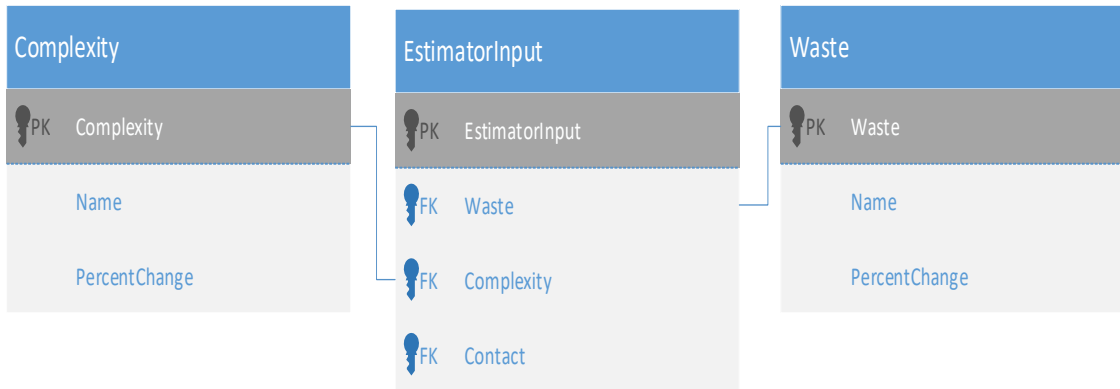 Complexity
PK Complexity
Name
PercentChange
EstimatorInput
PK EstimatorInput
FK Waste
FK Complexity
FK Contact
Waste
PK Waste
Name
PercentChange